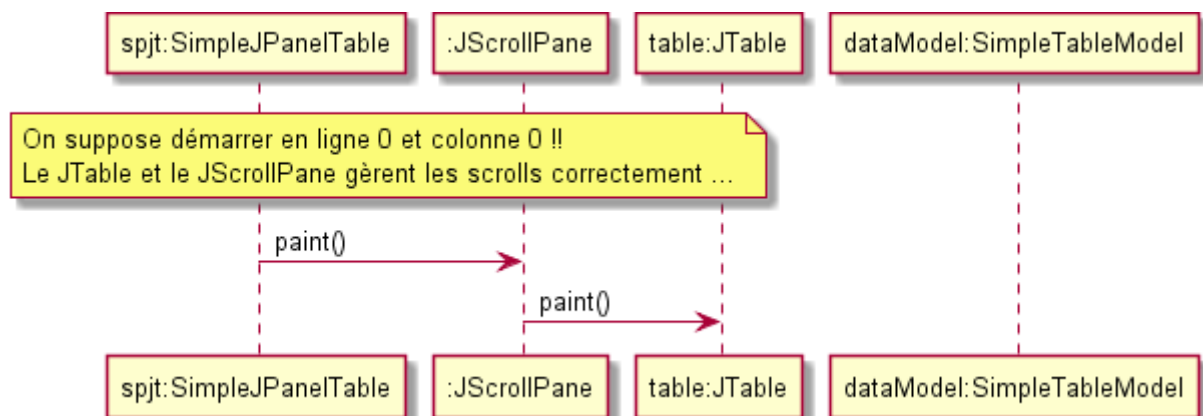 spjt:SimpleJPanelTable
:JScrollPane
table:JTable
dataModel:SimpleTableModel
On suppose démarrer en ligne 0 et colonne 0 !!
Le JTable et le JScrollPane gèrent les scrolls correctement ...
paint()
paint()
spjt:SimpleJPanelTable
:JScrollPane
table:JTable
dataModel:SimpleTableModel